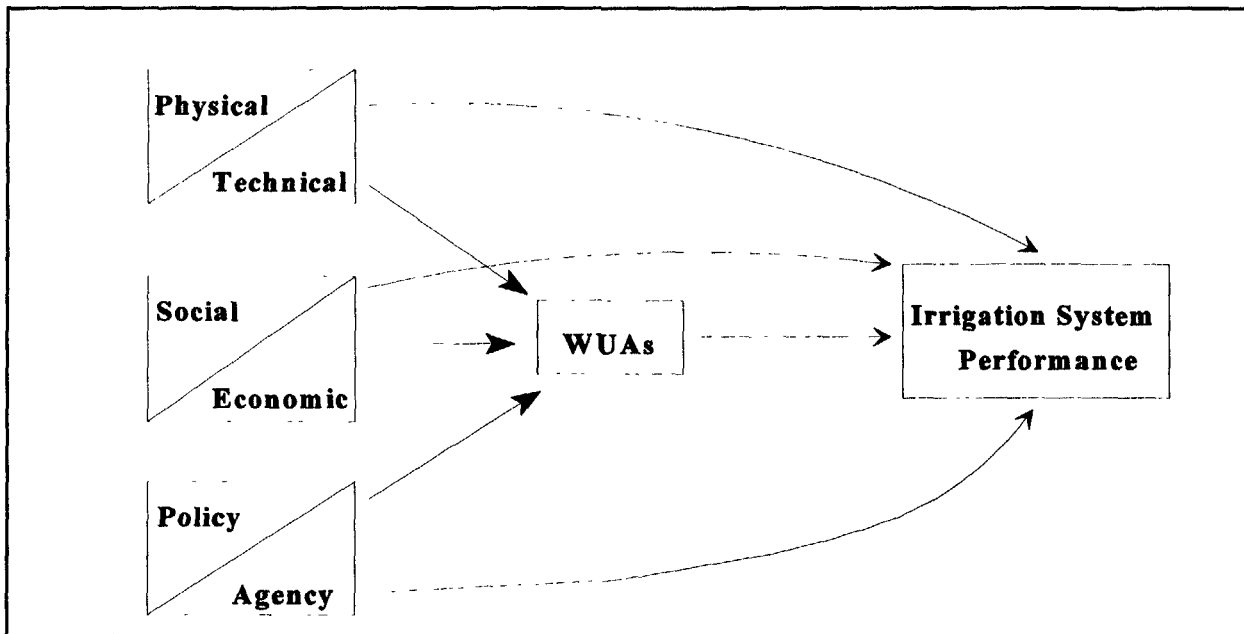 Physical
Technical
Social
Economic
WUAs
Irrigation System
Performance
Policy
Agency